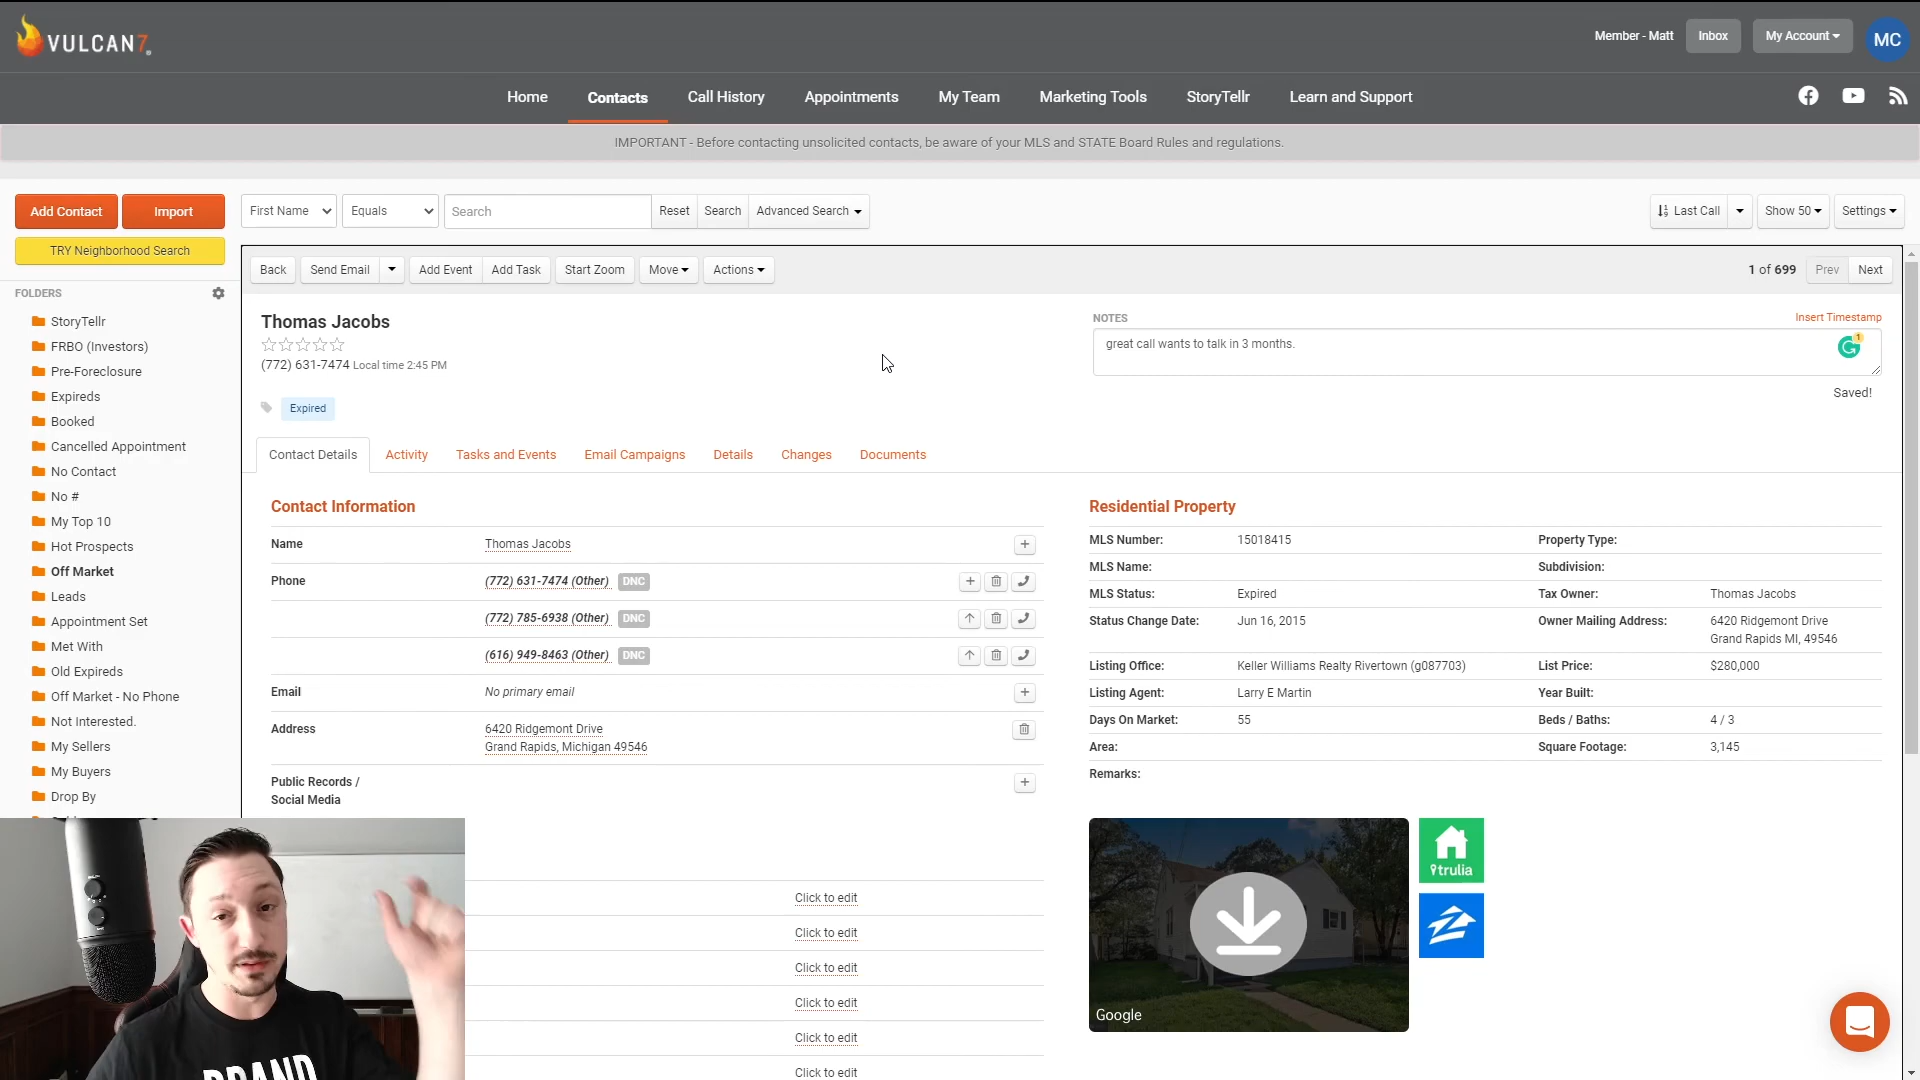 VULCAN7
Member - Matt
Inbox
My Account
MC
Home
Contacts
Call History
Appointments
My Team
Marketing Tools
StoryTellr
Learn and Support
IMPORTANT - Before contacting unsolicited contacts, be aware of your MLS and STATE Board Rules and regulations.
Add Contact
Import
First Name
Equals
Search
Reset
Search
Advanced Search
Last Call
Show 50
Settings
TRY Neighborhood Search
FOLDERS
StoryTellr
FRBO (Investors)
Pre-Foreclosure
Expireds
Booked
Cancelled Appointment
No Contact
No #
My Top 10
Hot Prospects
Off Market
Leads
Appointment Set
Met With
Old Expireds
Off Market - No Phone
Not Interested.
My Sellers
My Buyers
Drop By
Back
Send Email
Add Event
Add Task
Start Zoom
Move
Actions
1 of 699
Prev
Next
Thomas Jacobs
(772) 631-7474 Local time 2:45 PM
Expired
NOTES
Insert Timestamp
great call wants to talk in 3 months.
1
Saved!
Contact Details
Activity
Tasks and Events
Email Campaigns
Details
Changes
Documents
Contact Information
Name
Thomas Jacobs
Phone
(772) 631-7474 (Other) DNC
(772) 785-6938 (Other) DNC
(616) 949-8463 (Other) DNC
Email
No primary email
Address
6420 Ridgemont Drive
Grand Rapids, Michigan 49546
Public Records /
Social Media
Click to edit
Click to edit
Click to edit
Click to edit
Click to edit
Click to edit
Residential Property
MLS Number: 15018415
Property Type:
MLS Name:
Subdivision:
MLS Status: Expired
Tax Owner: Thomas Jacobs
Status Change Date: Jun 16, 2015
Owner Mailing Address: 6420 Ridgemont Drive
Grand Rapids MI, 49546
Listing Office: Keller Williams Realty Rivertown (g087703)
List Price: $280,000
Listing Agent: Larry E Martin
Year Built:
Days On Market: 55
Beds / Baths: 4 / 3
Area:
Square Footage: 3,145
Remarks:
Google
trulia
BRAND